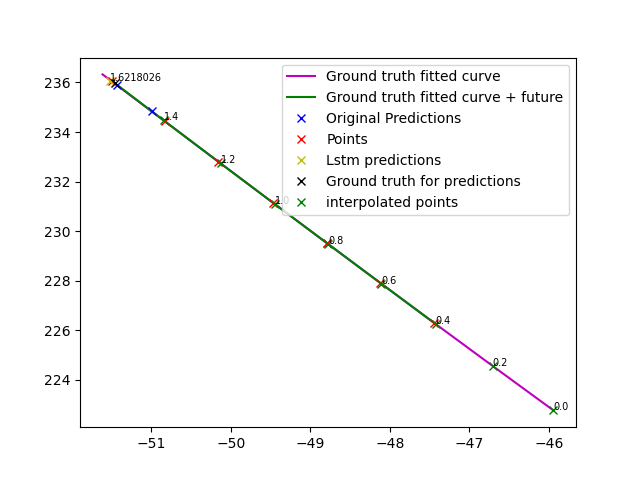 Ground truth fitted curve
Ground truth fitted curve + future
Original Predictions
Points
Lstm predictions
Ground truth for predictions
interpolated points
1.6218026
1.4
1.2
1.0
0.8
0.6
0.4
0.2
0.0
236
234
232
230
228
226
224
−51 −50 −49 −48 −47 −46